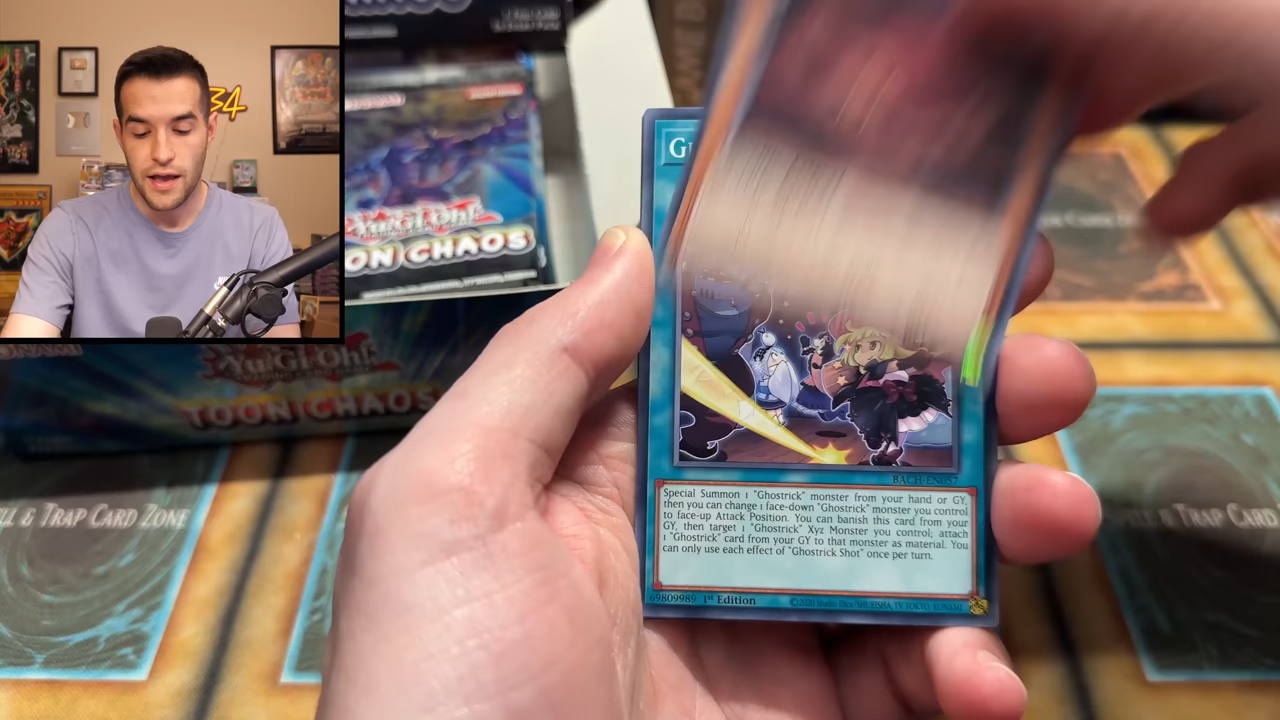 34
Yu-Gi-Oh!
TOON CHAOS
KONAMI
Yu-Gi-Oh!
TOON CHAOS
G
BACH-EN057
Special Summon 1 "Ghostrick" monster from your hand or GY,
then you can change 1 face-down "Ghostrick" monster you control
to face-up Attack Position. You can banish this card from your
GY, then target 1 "Ghostrick" Xyz Monster you control; attach
1 "Ghostrick" card from your GY to that monster as material. You
can only use each effect of "Ghostrick Shot" once per turn.
69809989 1st Edition
©2020 Studio Dice/SHUEISHA, TV TOKYO, KONAMI
LL & TRAP CARD ZONE
LL & TRAP CARD